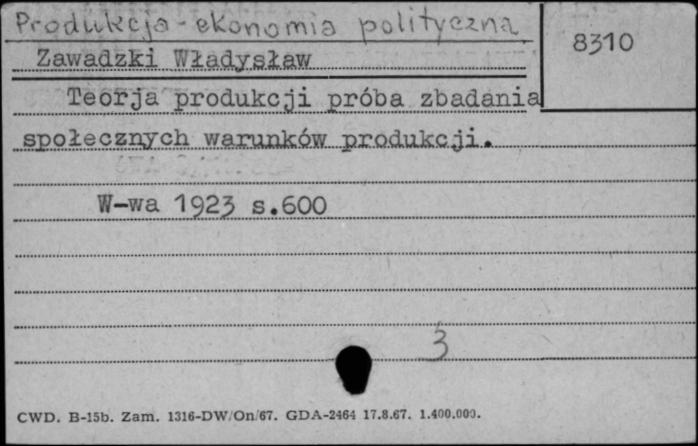 Produkcja - ekonomia polityczna
8310
Zawadzki Władysław
Teorja produkcji próba zbadania
społecznych warunków produkcji.
W-wa 1923 s.600
3
CWD. B-15b. Zam. 1316-DW/On/67. GDA-2464 17.8.67. 1.400.000.